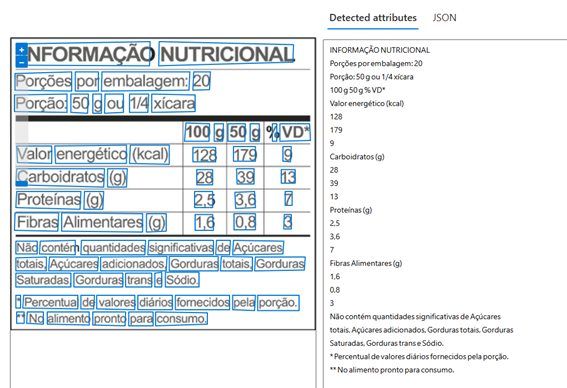 Detected attributes JSON
INFORMAÇÃO NUTRICIONAL
Porções por embalagem: 20
Porção: 50 g ou 1/4 xícara
100 g 50 g % VD*
Valor energético (kcal) 128 179 9
Carboidratos (g) 28 39 13
Proteínas (g) 2,5 3,6 7
Fibras Alimentares (g) 1,6 0,8 3
Não contém quantidades significativas de Açúcares
totais, Açúcares adicionados, Gorduras totais, Gorduras
Saturadas, Gorduras trans e Sódio.
* Percentual de valores diários fornecidos pela porção.
** No alimento pronto para consumo.
INFORMAÇÃO NUTRICIONAL
Porções por embalagem: 20
Porção: 50 g ou 1/4 xícara
100 g 50 g % VD*
Valor energético (kcal)
128
179
9
Carboidratos (g)
28
39
13
Proteínas (g)
2,5
3,6
7
Fibras Alimentares (g)
1,6
0,8
3
Não contém quantidades significativas de Açúcares
totais, Açúcares adicionados, Gorduras totais, Gorduras
Saturadas, Gorduras trans e Sódio.
* Percentual de valores diários fornecidos pela porção.
** No alimento pronto para consumo.